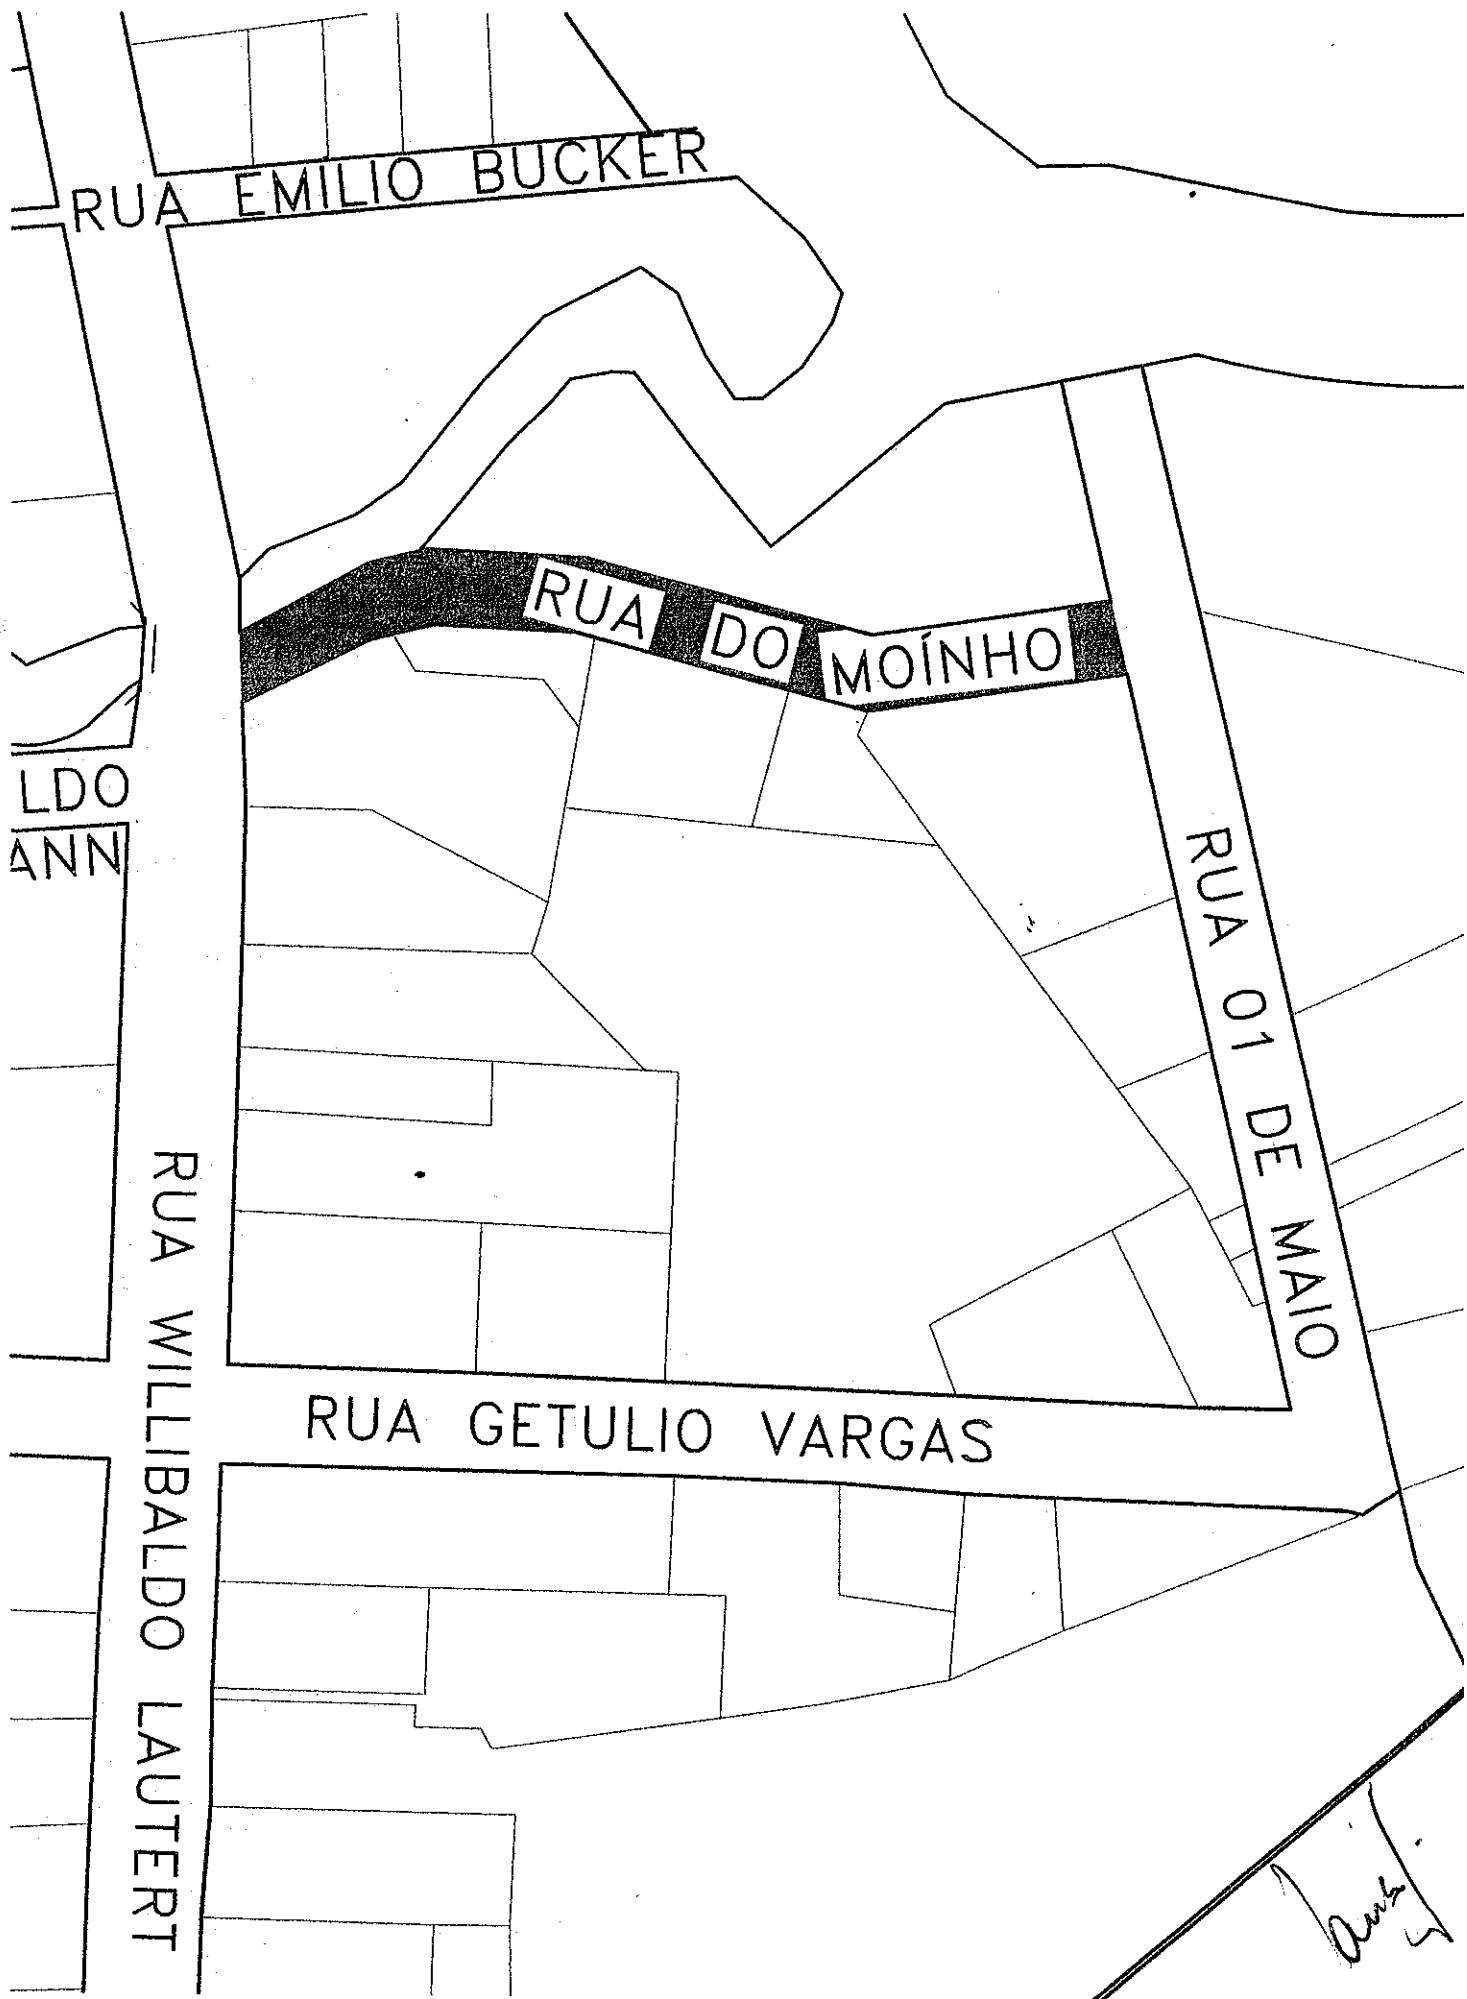 RUA EMILIO BUCKER
RUA DO MOÍNHO
LDO
ANN
RUA 01 DE MAIO
RUA WILLIBALDO LAUTERT
RUA GETULIO VARGAS